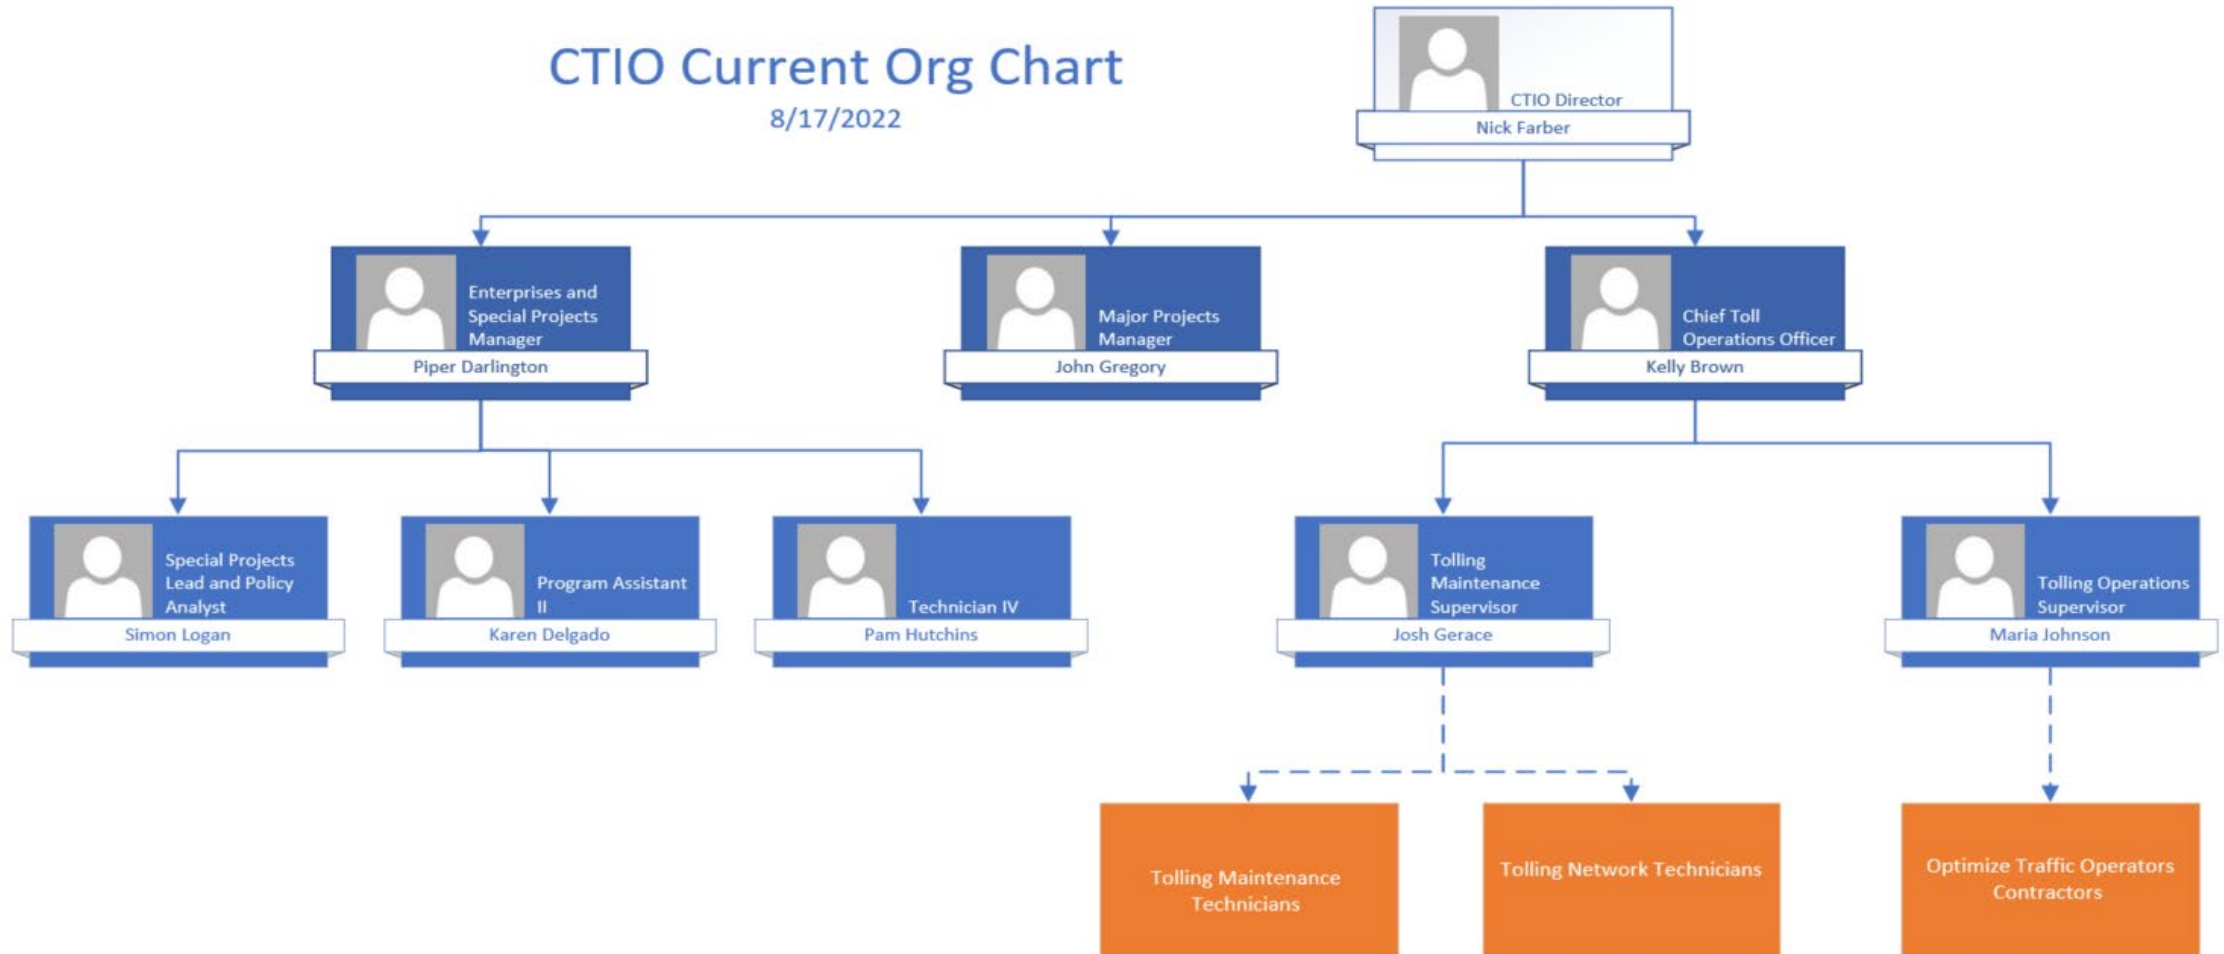 CTIO Current Org Chart
8/17/2022
CTIO Director
Nick Farber
Enterprises and
Special Projects
Manager
Piper Darlington
Major Projects
Manager
John Gregory
Chief Toll
Operations Officer
Kelly Brown
Special Projects
Lead and Policy
Analyst
Simon Logan
Program Assistant
II
Karen Delgado
Technician IV
Pam Hutchins
Tolling
Maintenance
Supervisor
Josh Gerace
Tolling Operations
Supervisor
Maria Johnson
Tolling Maintenance
Technicians
Tolling Network Technicians
Optimize Traffic Operators
Contractors